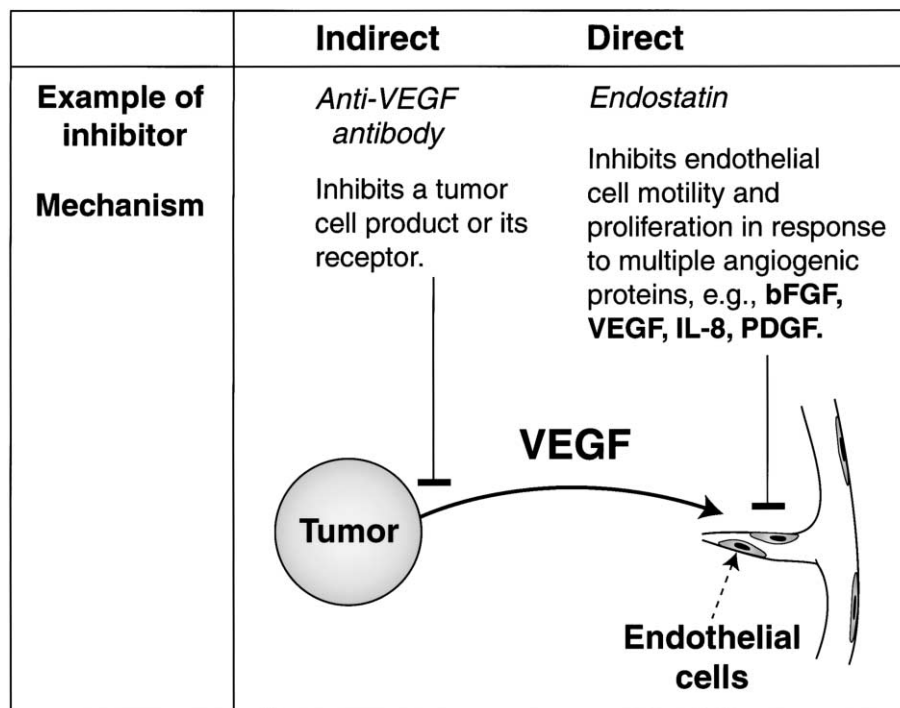 Indirect
Direct
Example of
inhibitor
Anti-VEGF
antibody
Endostatin
Mechanism
Inhibits a tumor
cell product or its
receptor.
Inhibits endothelial
cell motility and
proliferation in response
to multiple angiogenic
proteins, e.g., bFGF,
VEGF, IL-8, PDGF.
VEGF
Tumor
Endothelial
cells